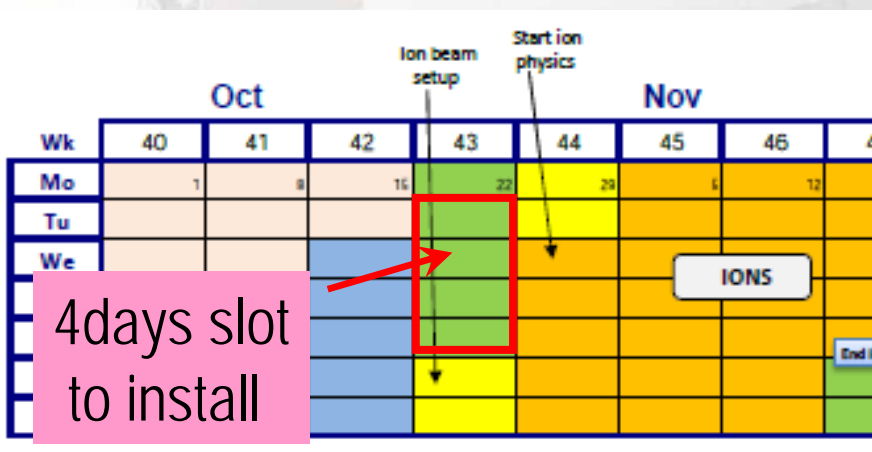 Ion beam
setup
Start ion
physics
Oct
Nov
Wk 40 41 42 43 44 45 46
Mo 1 8 15 22 29 5 12
Tu
We
IONS
4days slot
to install
End